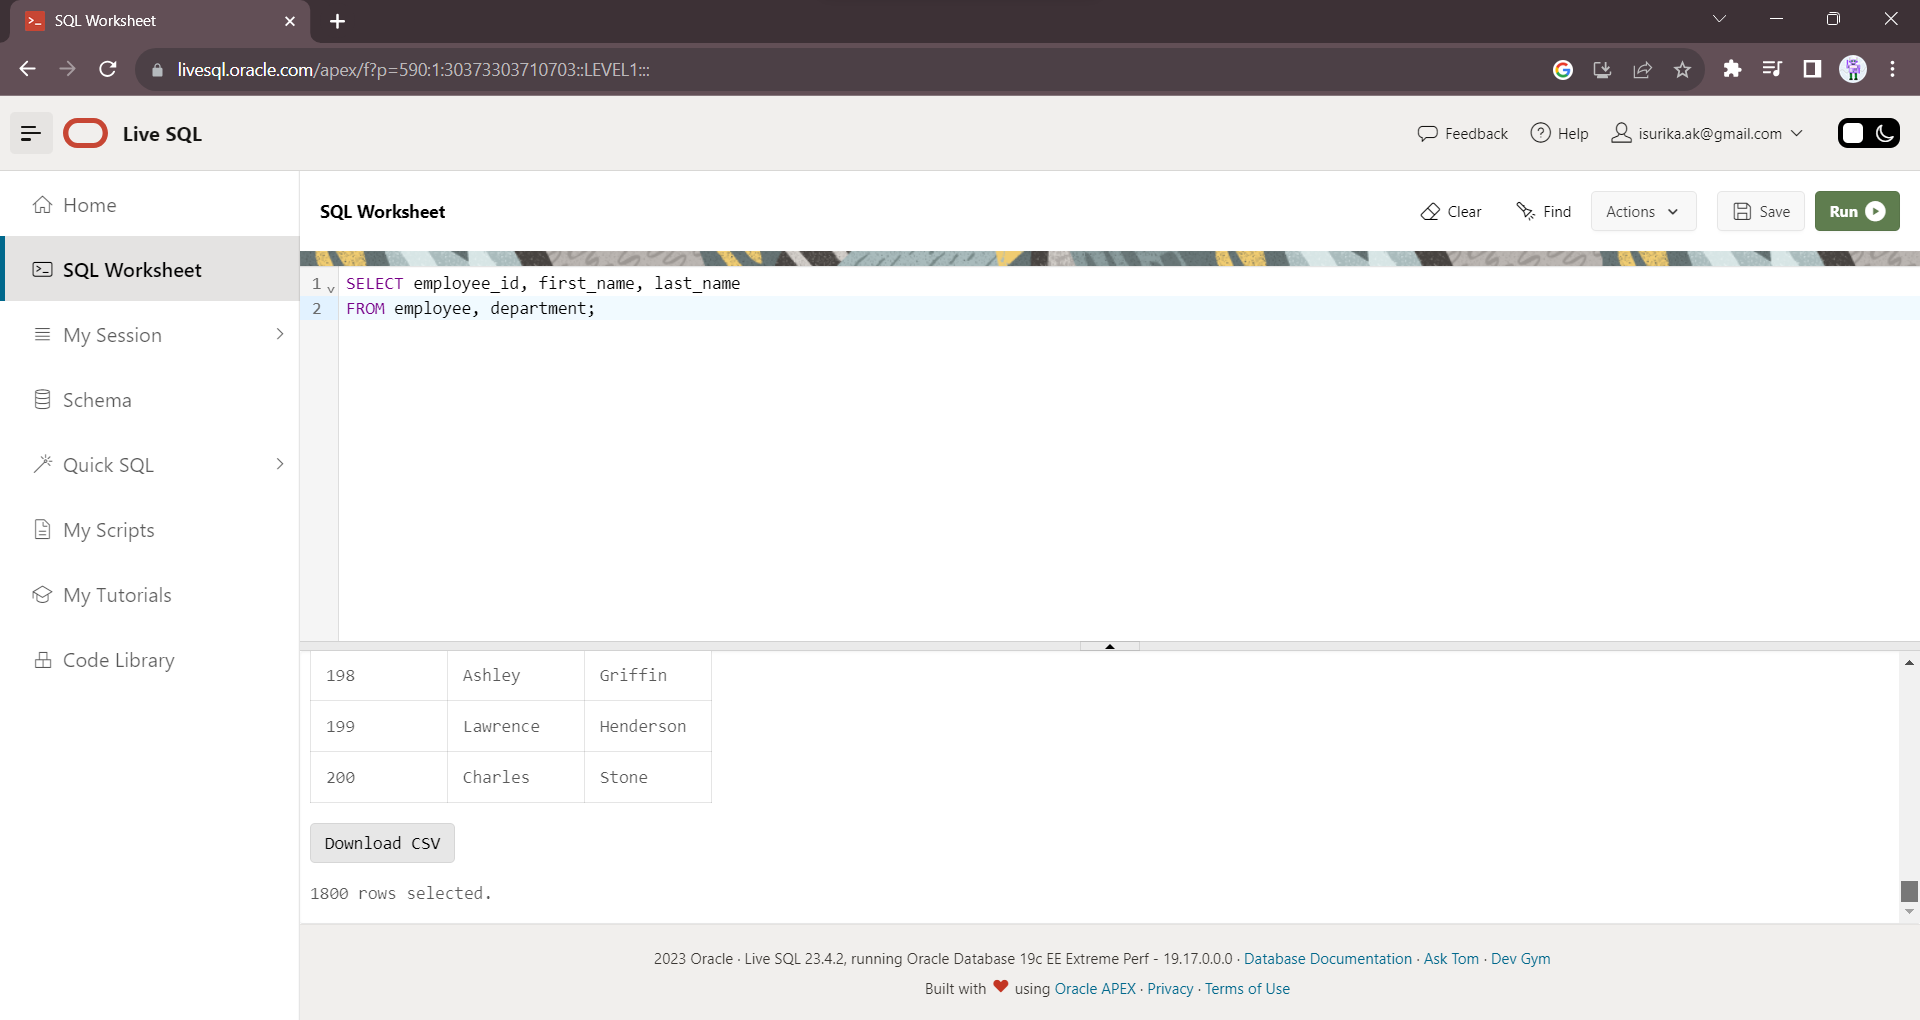 SQL Worksheet
livesql.oracle.com/apex/f?p=590:1:30373303710703::LEVEL1:::
Live SQL
Feedback
Help
isurika.ak@gmail.com
Home
SQL Worksheet
My Session
Schema
Quick SQL
My Scripts
My Tutorials
Code Library
SQL Worksheet
Clear
Find
Actions
Save
Run
1 SELECT employee_id, first_name, last_name
2 FROM employee, department;
198 Ashley Griffin
199 Lawrence Henderson
200 Charles Stone
Download CSV
1800 rows selected.
2023 Oracle · Live SQL 23.4.2, running Oracle Database 19c EE Extreme Perf - 19.17.0.0.0 · Database Documentation · Ask Tom · Dev Gym
Built with ❤ using Oracle APEX · Privacy · Terms of Use